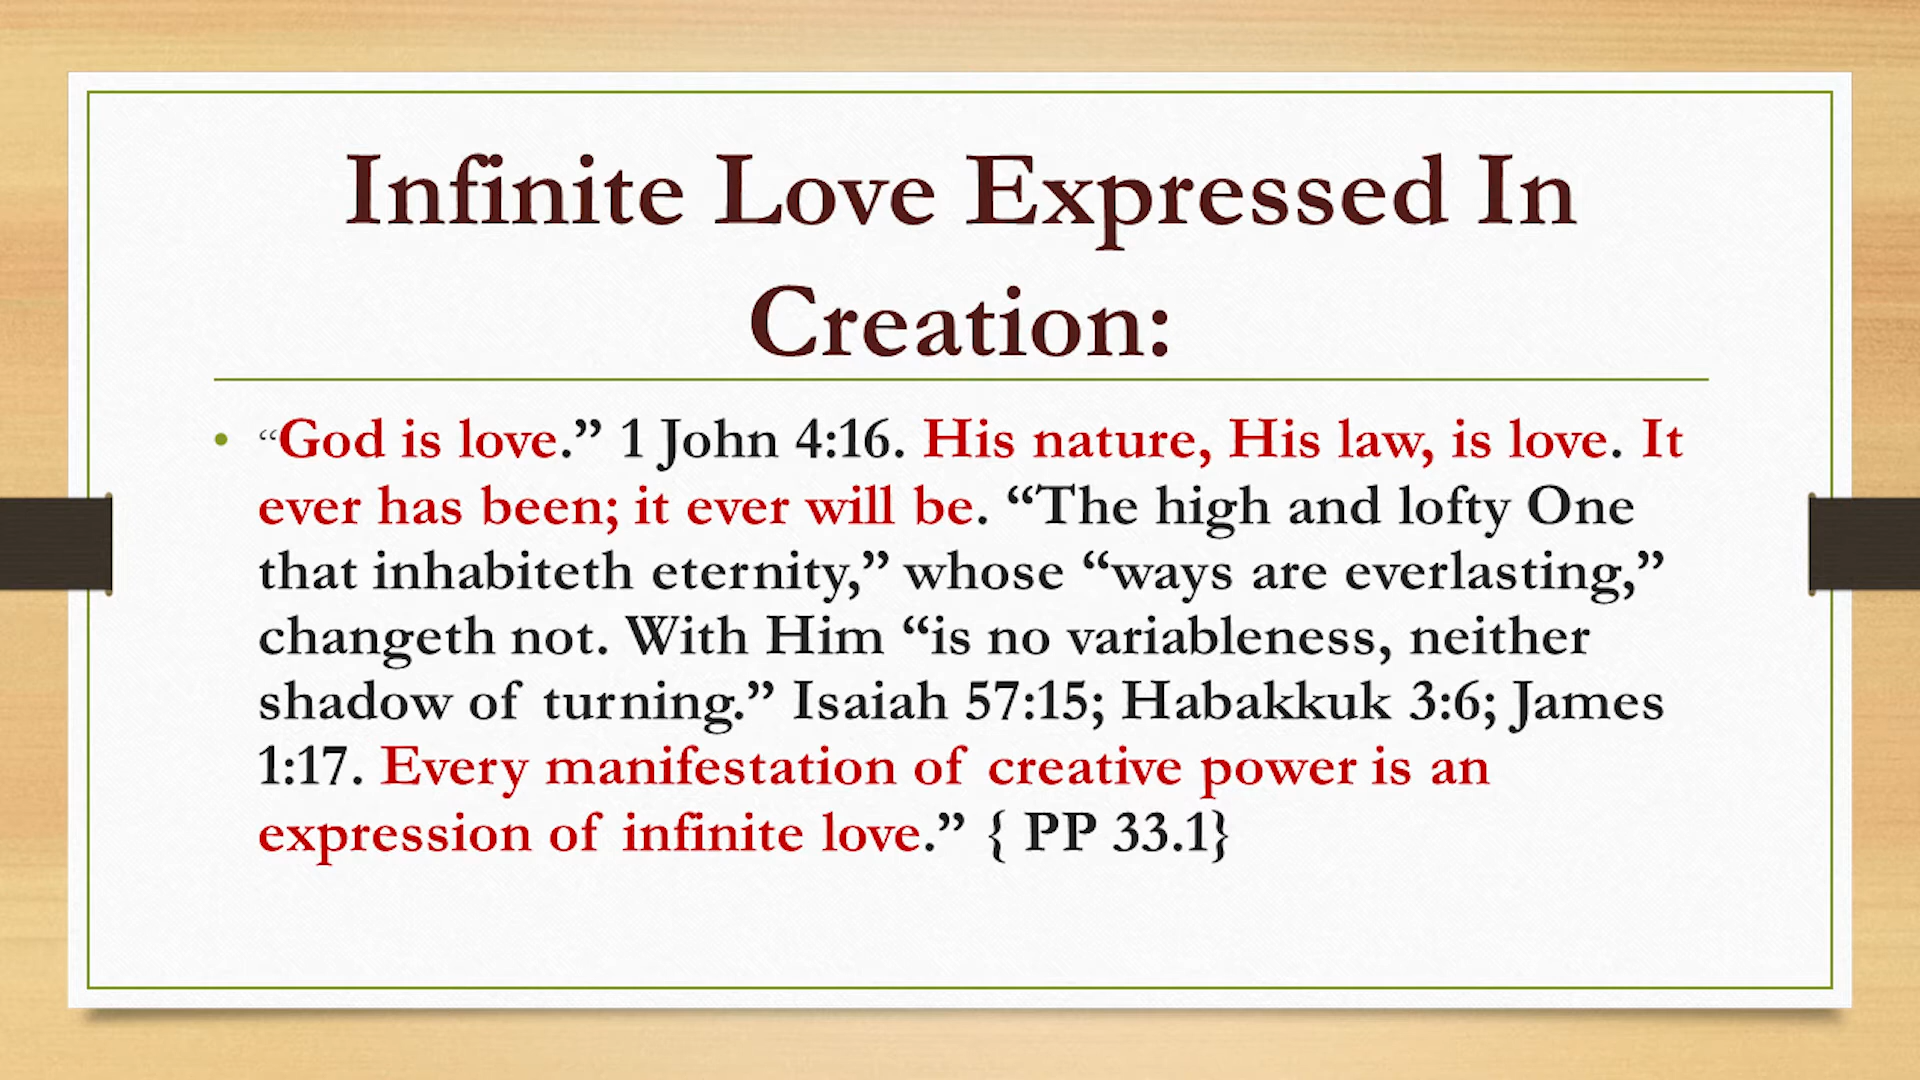 Infinite Love Expressed In
Creation:
• “God is love.” 1 John 4:16. His nature, His law, is love. It
ever has been; it ever will be. “The high and lofty One
that inhabiteth eternity,” whose “ways are everlasting,”
changeth not. With Him “is no variableness, neither
shadow of turning.” Isaiah 57:15; Habakkuk 3:6; James
1:17. Every manifestation of creative power is an
expression of infinite love.” { PP 33.1}